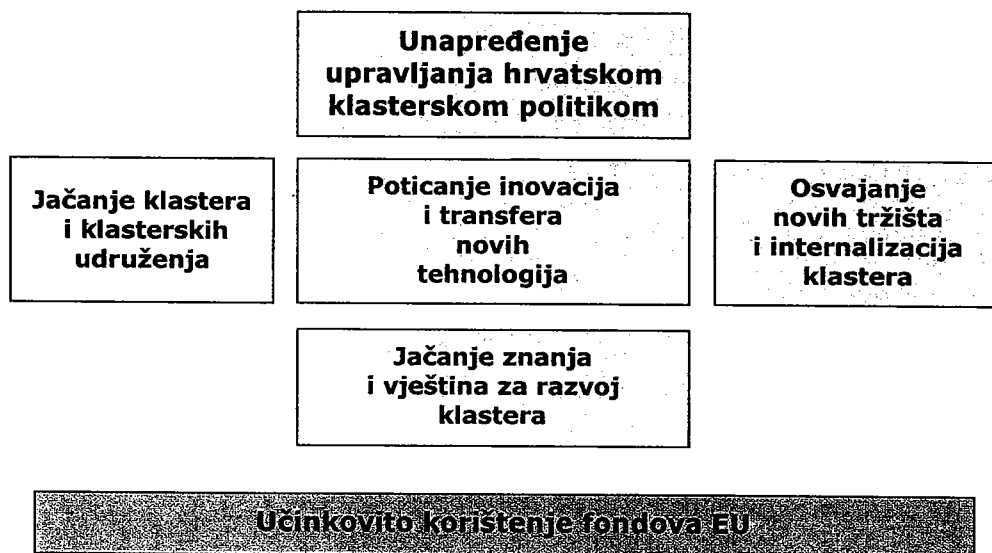 Unapređenje
upravljanja hrvatskom
klasterskom politikom
Jačanje klastera
i klasterskih
udruženja
Poticanje inovacija
i transfera
novih
tehnologija
Osvajanje
novih tržišta
i internalizacija
klastera
Jačanje znanja
i vještina za razvoj
klastera
Učinkovito korištenje fondova EU